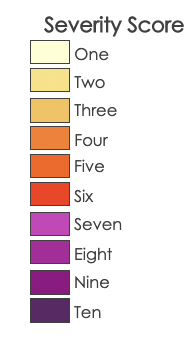 Severity Score
One
Two
Three
Four
Five
Six
Seven
Eight
Nine
Ten